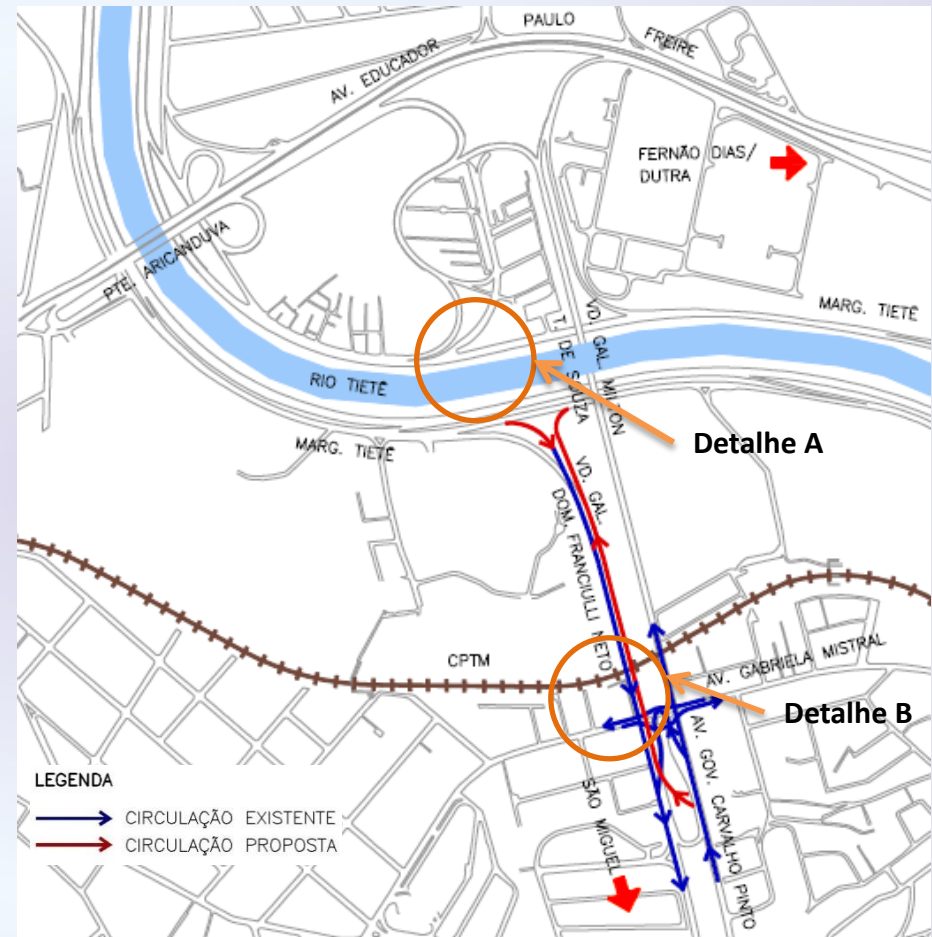 PAULO
FREIRE
AV. EDUCADOR
FERNÃO DIAS/
DUTRA
PTE. ARICANDUVA
MARG. TIETÊ
VD. GAL. MILTON
T. DE SOUZA
RIO TIETÊ
MARG. TIETÊ
Detalhe A
VD. GAL.
DOM. FRANCIULLI NETO
CPTM
AV. GABRIELA MISTRAL
Detalhe B
AV. GOV. CARVALHO PINTO
SÃO MIGUEL
LEGENDA
CIRCULAÇÃO EXISTENTE
CIRCULAÇÃO PROPOSTA